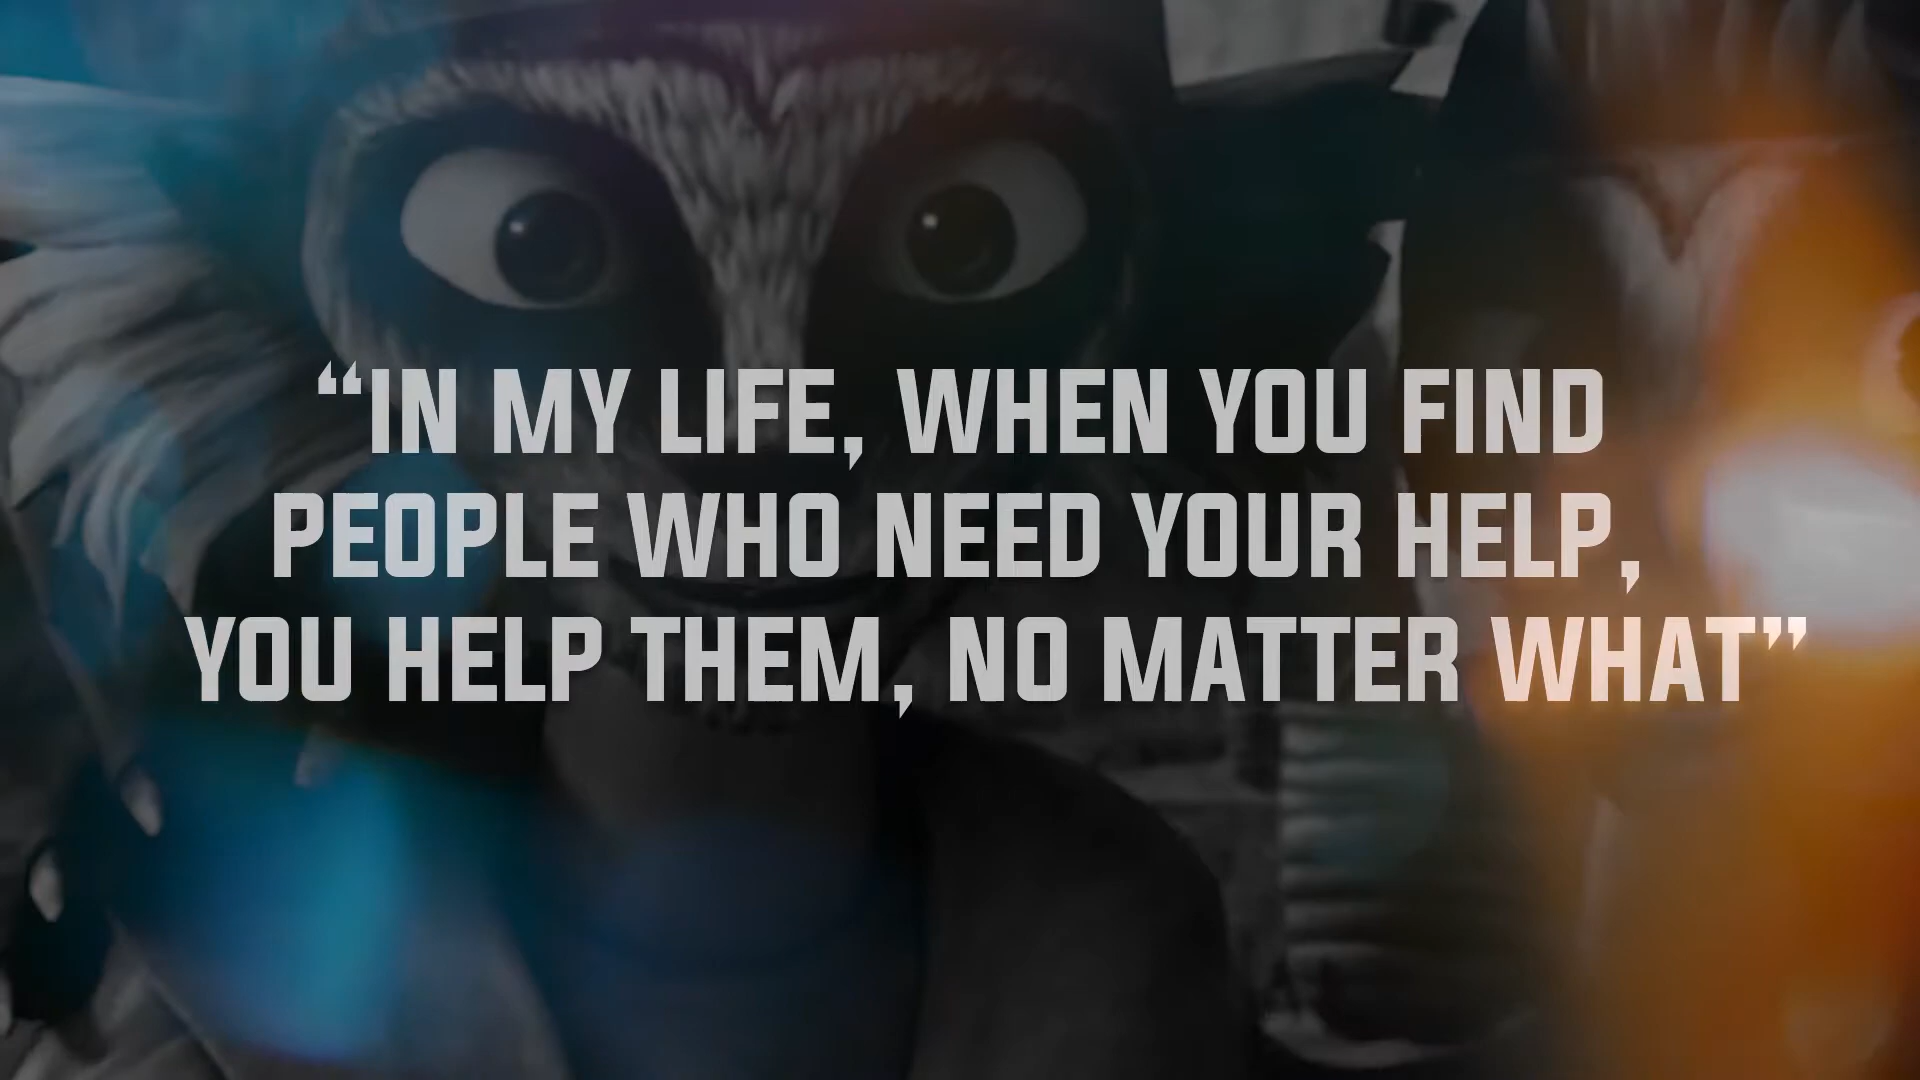 “IN MY LIFE, WHEN YOU FIND
PEOPLE WHO NEED YOUR HELP,
YOU HELP THEM, NO MATTER WHAT”